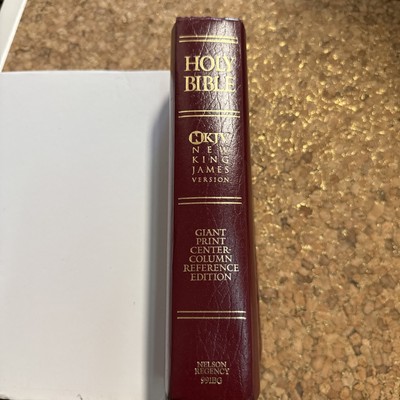 HOLY
BIBLE
NKJV
NEW
KING
JAMES
VERSION
GIANT
PRINT
CENTER-
COLUMN
REFERENCE
EDITION
NELSON
REGENCY
991BG